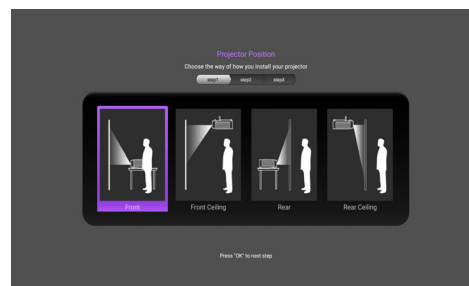 Projector Position
Choose the way of how you install your projector
step1 step2 step3
Front Front Ceiling Rear Rear Ceiling
Press "OK" to next step